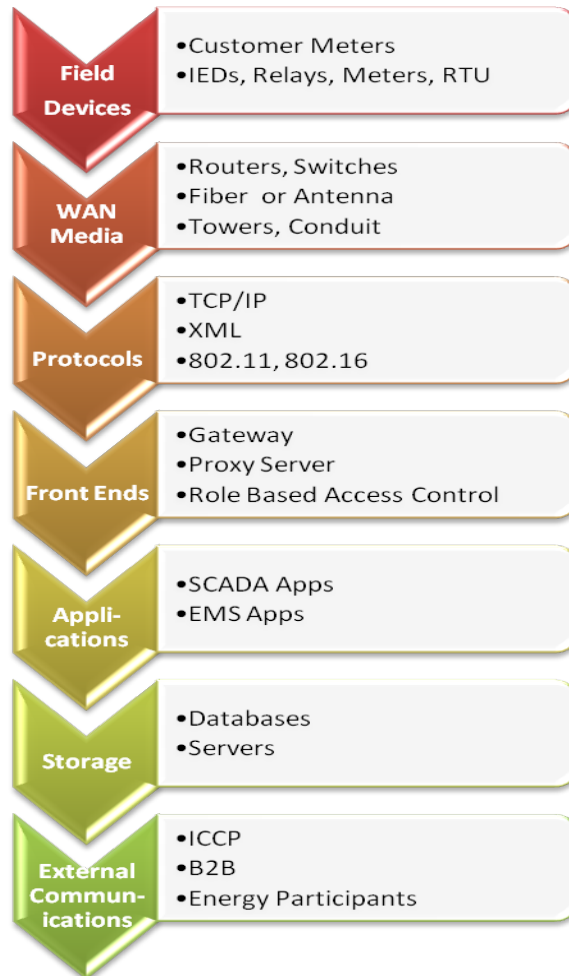 Field
Devices
•Customer Meters
•IEDs, Relays, Meters, RTU
WAN
Media
•Routers, Switches
•Fiber or Antenna
•Towers, Conduit
Protocols
•TCP/IP
•XML
•802.11, 802.16
Front Ends
•Gateway
•Proxy Server
•Role Based Access Control
Appli-
cations
•SCADA Apps
•EMS Apps
Storage
•Databases
•Servers
External
Commun-
ications
•ICCP
•B2B
•Energy Participants